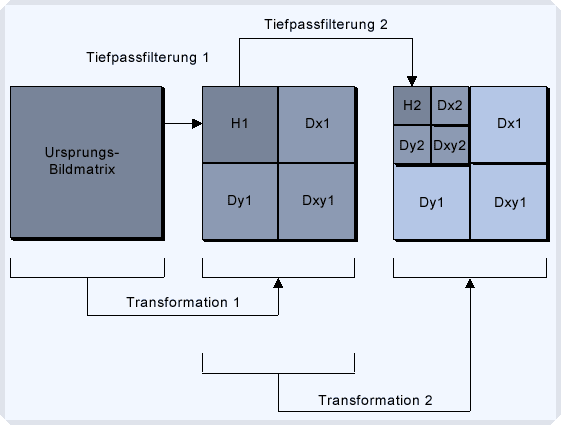 Tiefpassfilterung 2
Tiefpassfilterung 1
Ursprungs-
Bildmatrix
H1
Dx1
Dy1
Dxy1
H2
Dx2
Dy2
Dxy2
Dx1
Dy1
Dxy1
Transformation 1
Transformation 2